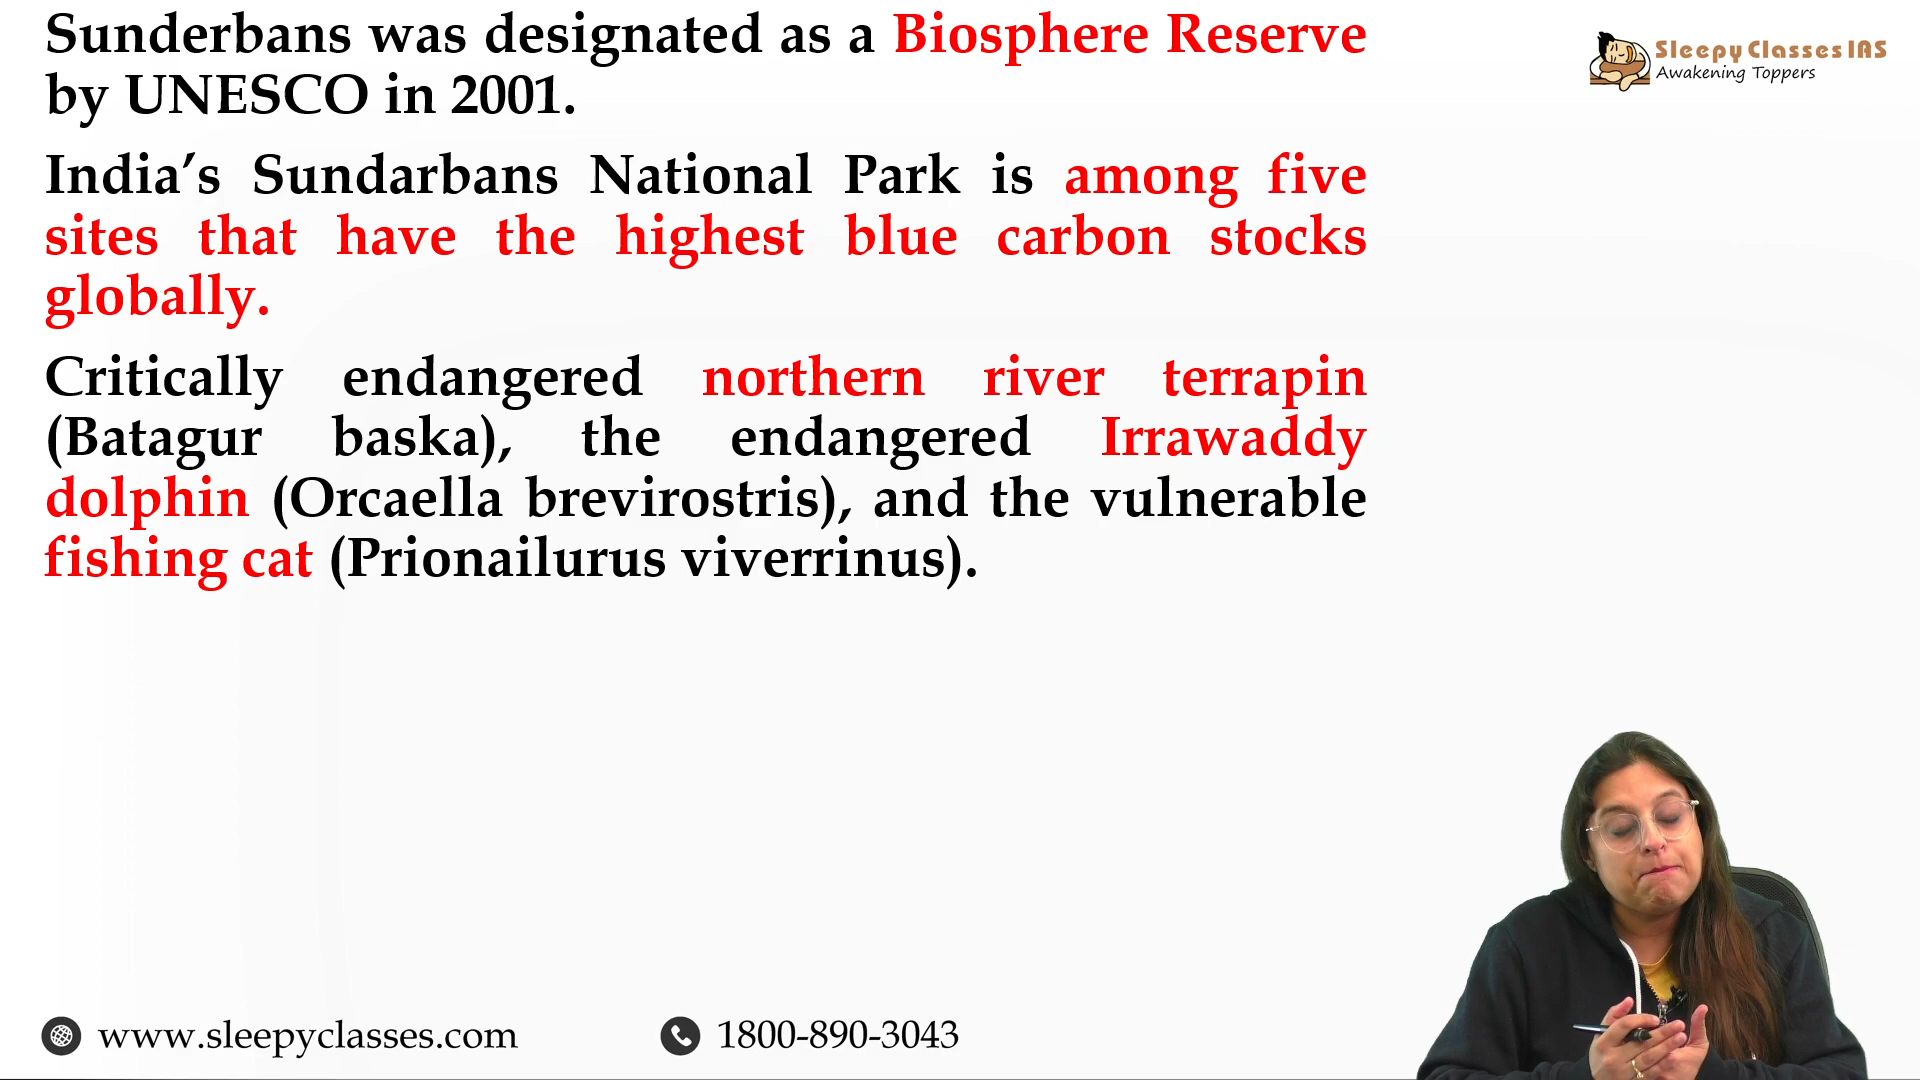 Sunderbans was designated as a Biosphere Reserve
by UNESCO in 2001.
India’s Sundarbans National Park is among five
sites that have the highest blue carbon stocks
globally.
Critically endangered northern river terrapin
(Batagur baska), the endangered Irrawaddy
dolphin (Orcaella brevirostris), and the vulnerable
fishing cat (Prionailurus viverrinus).
Sleepy Classes IAS
Awakening Toppers
www.sleepyclasses.com
1800-890-3043